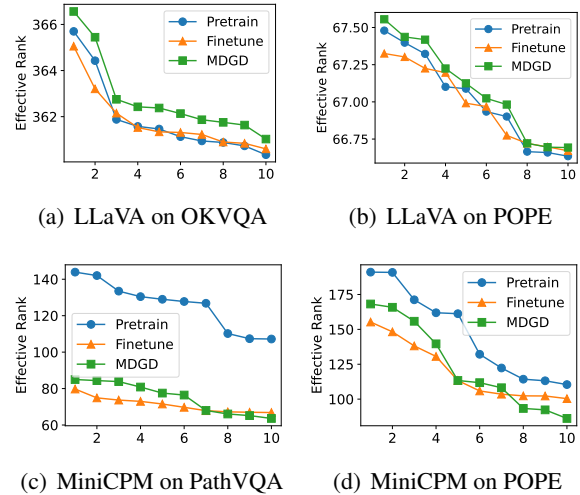 366
364
362
Effective Rank
Pretrain
Finetune
MDGD
2 4 6 8 10
(a) LLaVA on OKVQA
67.50
67.25
67.00
66.75
Effective Rank
Pretrain
Finetune
MDGD
2 4 6 8 10
(b) LLaVA on POPE
140
120
100
80
60
Effective Rank
Pretrain
Finetune
MDGD
2 4 6 8 10
(c) MiniCPM on PathVQA
175
150
125
100
Effective Rank
Pretrain
Finetune
MDGD
2 4 6 8 10
(d) MiniCPM on POPE